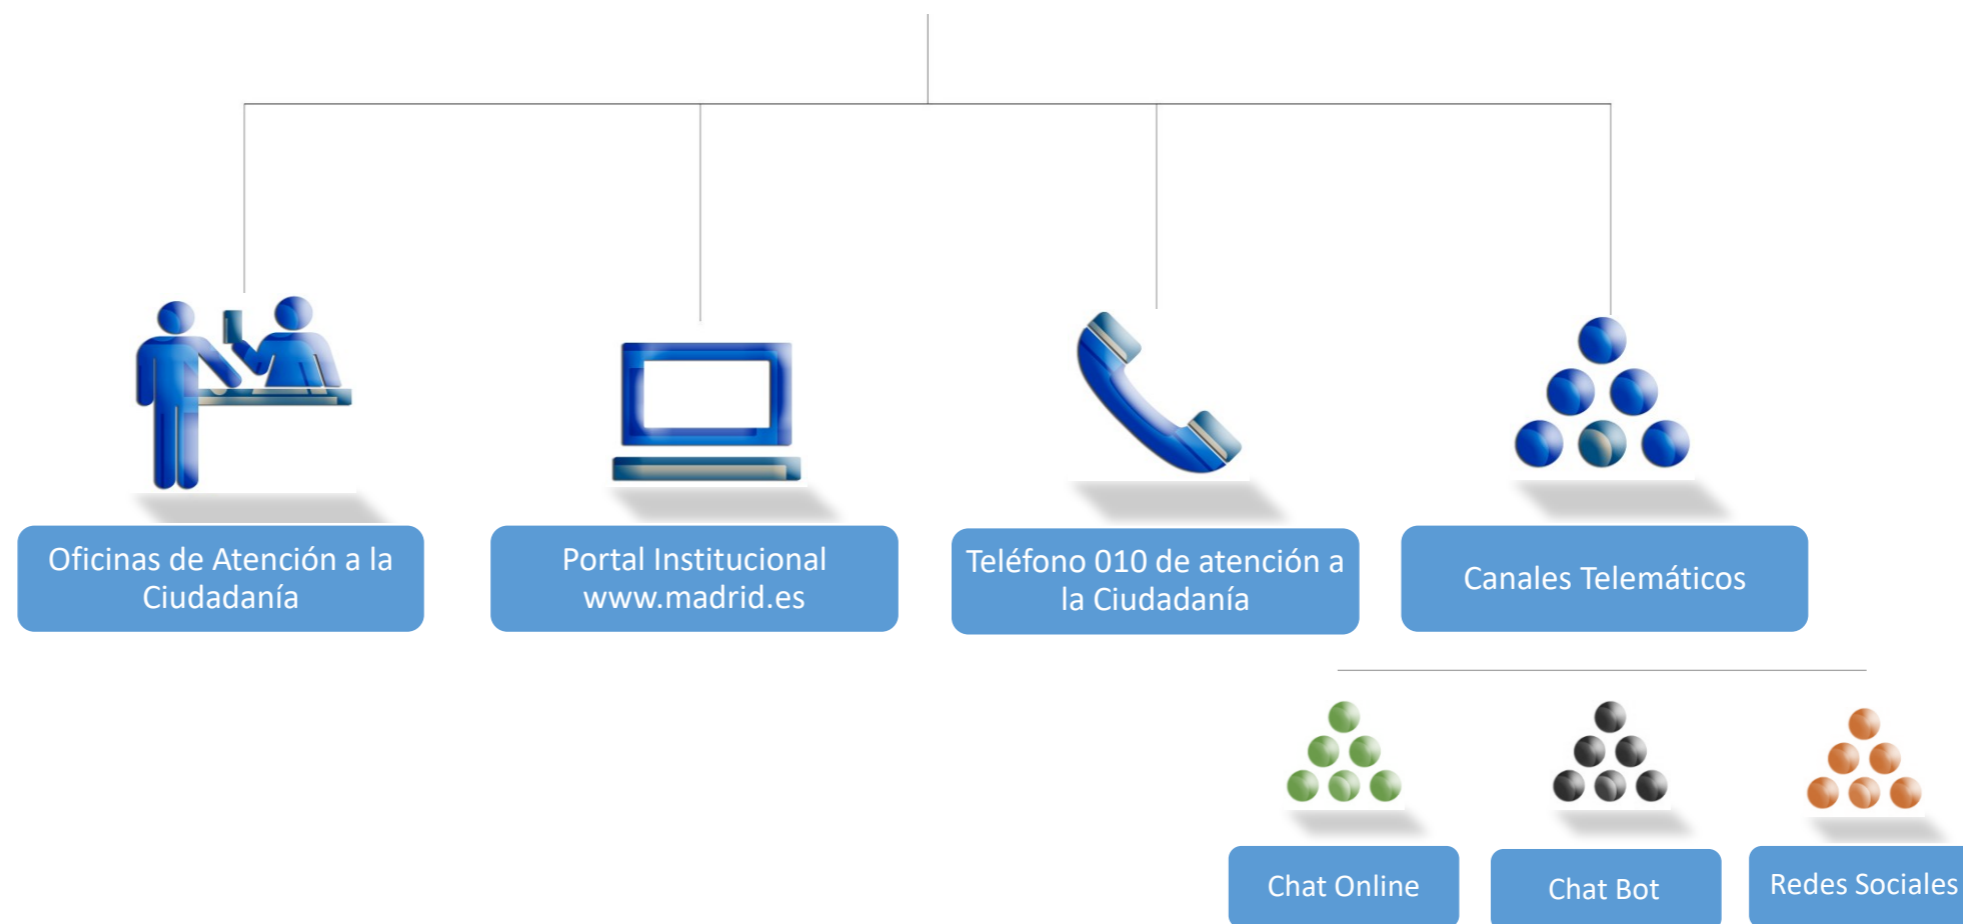 Oficinas de Atención a la
Ciudadanía
Portal Institucional
www.madrid.es
Teléfono 010 de atención a
la Ciudadanía
Canales Telemáticos
Chat Online
Chat Bot
Redes Sociales